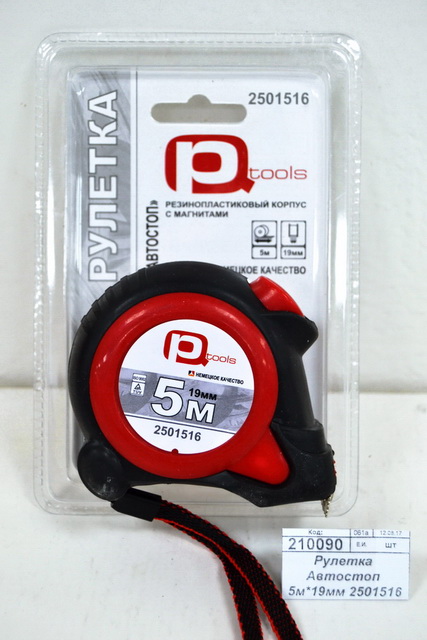 2501516
PQ tools
РУЛЕТКА
«АВТОСТОП»
РЕЗИНОПЛАСТИКОВЫЙ КОРПУС
С МАГНИТАМИ
5м 19мм
НЕМЕЦКОЕ КАЧЕСТВО
PQ tools
НЕМЕЦКОЕ КАЧЕСТВО
19мм
5м
2501516
Код:
210090 Е.И. шт
Рулетка
Автостоп
5м*19мм 2501516